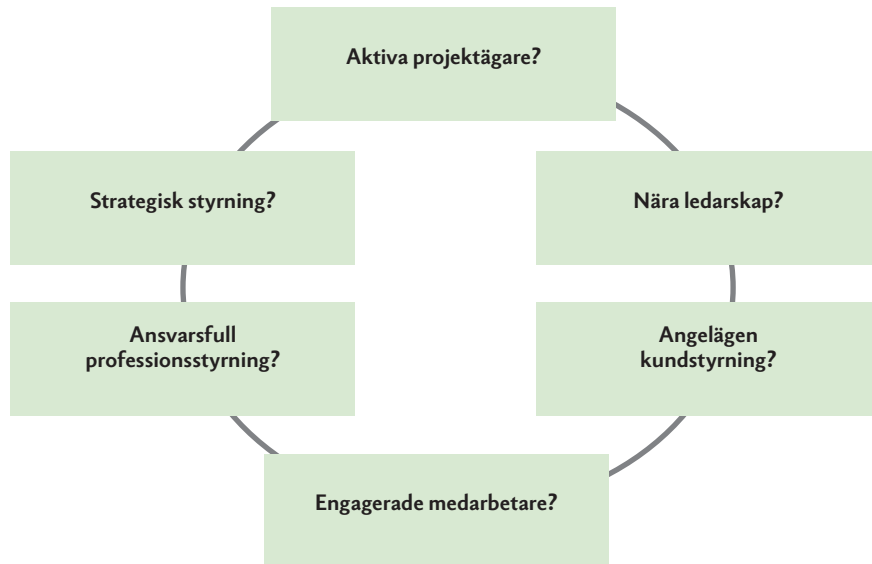 Aktiva projektägare?
Strategisk styrning?
Nära ledarskap?
Ansvarsfull
professionsstyrning?
Angelägen
kundstyrning?
Engagerade medarbetare?